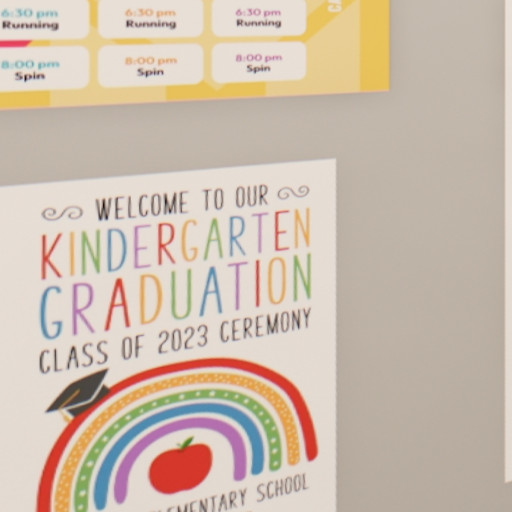 6:30 pm 6:30 pm 6:30 pm
Running Running Running
8:00 pm 8:00 pm 8:00 pm
Spin Spin Spin
WELCOME TO OUR
KINDERGARTEN
GRADUATION
CLASS OF 2023 CEREMONY
SCHOOL